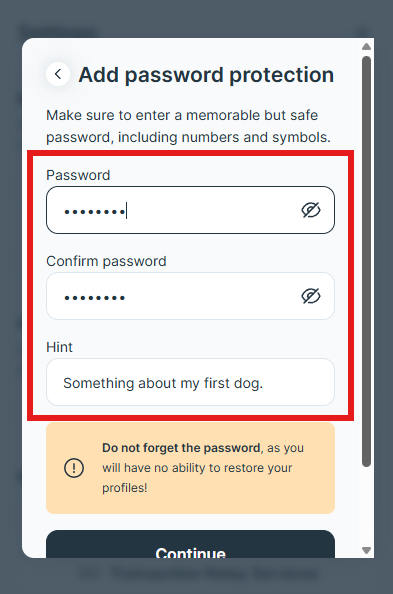 Add password protection
Make sure to enter a memorable but safe
password, including numbers and symbols.
Password
••••••••
Confirm password
••••••••
Hint
Something about my first dog.
Do not forget the password, as you
will have no ability to restore your
profiles!
Continue